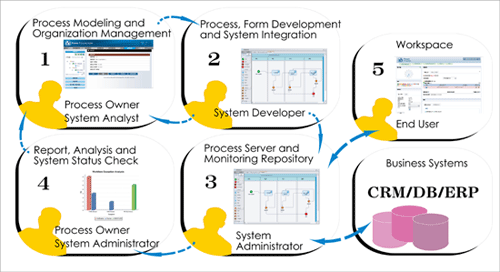 Process Modeling and
Organization Management
1
Process Owner
System Analyst
Process, Form Development
and System Integration
2
System Developer
Workspace
5
End User
Report, Analysis and
System Status Check
4
Process Owner
System Administrator
Process Server and
Monitoring Repository
3
System
Administrator
Business Systems
CRM/DB/ERP